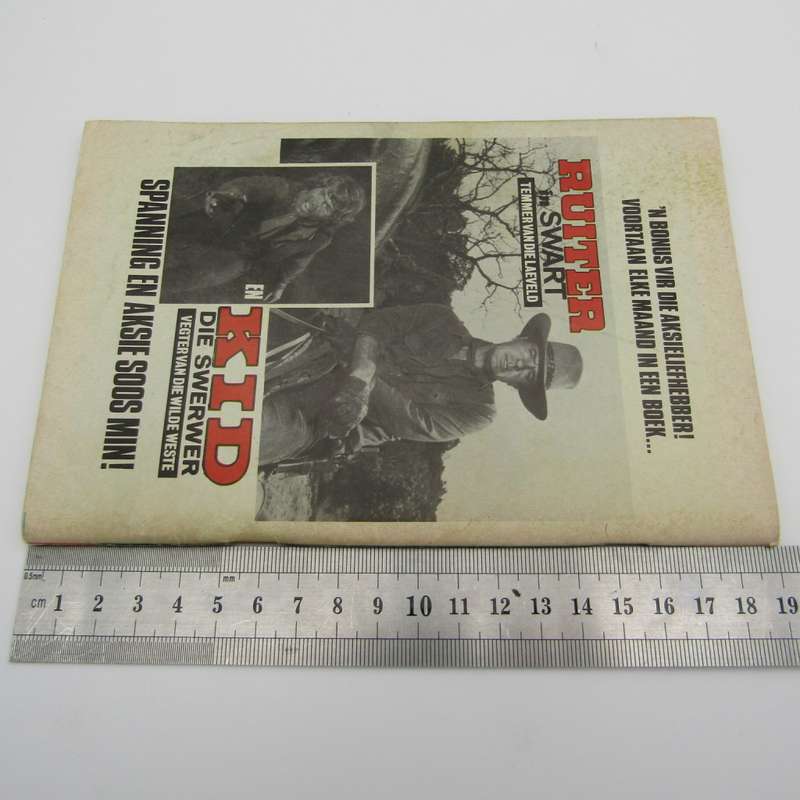 'N BONUS VIR DIE AKSIELIEFHEBBER!
VOORTAAN ELKE MAAND IN EEN BOEK...
RUITER
in SWART
TEMMER VAN DIE LAEVELD
EN
KID
DIE SWERWER
VEGTER VAN DIE WILDE WESTE
SPANNING EN AKSIE SOOS MIN!
0.5mm
mm
cm 1 2 3 4 5 6 7 8 9 10 11 12 13 14 15 16 17 18 19